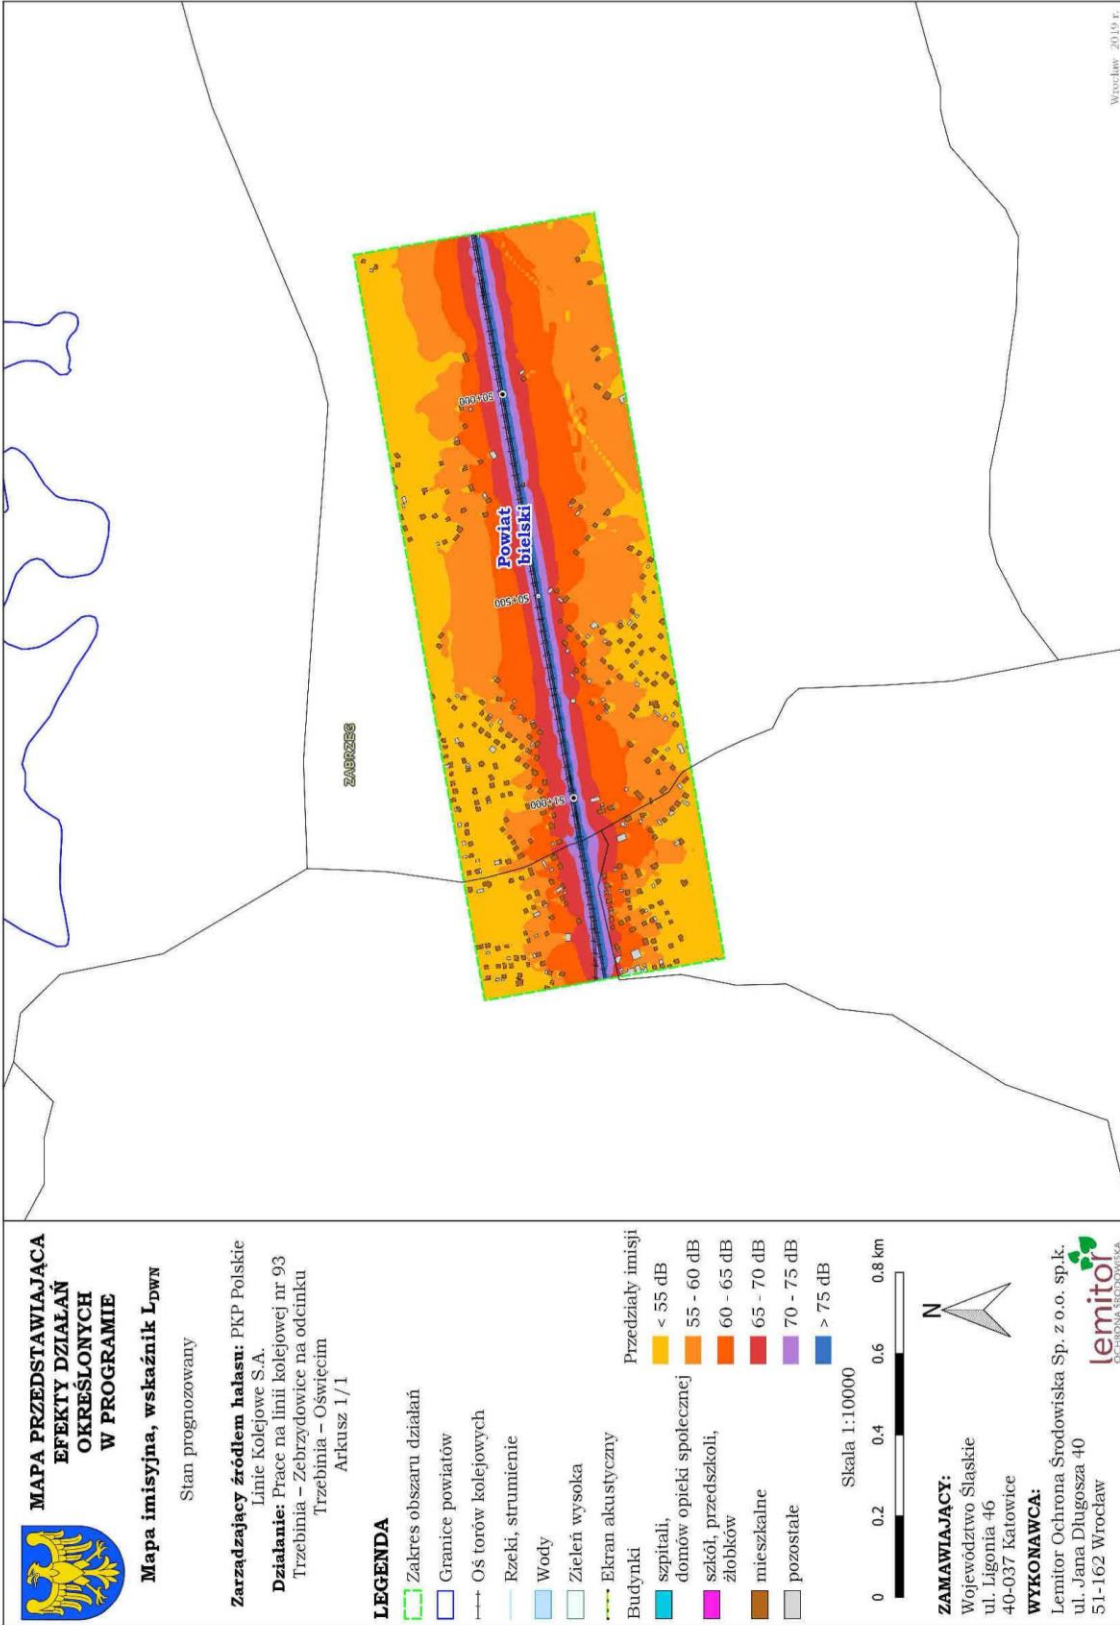 MAPA PRZEDSTAWIAJĄCA
EFEKTY DZIAŁAŃ
OKREŚLONYCH
W PROGRAMIE
Mapa imisyjna, wskaźnik LDWN
Stan prognozowany
Zarządzający źródłem hałasu: PKP Polskie
Linie Kolejowe S.A.
Działanie: Prace na linii kolejowej nr 93
Trzebinia – Zebrzydowice na odcinku
Trzebinia – Oświęcim
Arkusz 1/1
LEGENDA
Zakres obszaru działań
Granice powiatów
Oś torów kolejowych
Rzeki, strumienie
Wody
Zieleń wysoka
Ekran akustyczny
Budynki
szpitali,
domów opieki społecznej
szkół, przedszkoli,
żłobków
mieszkalne
pozostałe
Przedziały imisji
< 55 dB
55 - 60 dB
60 - 65 dB
65 - 70 dB
70 - 75 dB
> 75 dB
Skala 1:10000
0 0.2 0.4 0.6 0.8 km
N
ZAMAWIAJĄCY:
Województwo Śląskie
ul. Ligonia 46
40-037 Katowice
WYKONAWCA:
Lemitor Ochrona Środowiska Sp. z o.o. sp.k.
ul. Jana Długosza 40
51-162 Wrocław
lemitor
OCHRONA ŚRODOWISKA
ZABRZEG
51+000
50+500
Powiat
bielski
50+000
Wrocław 2019 r.